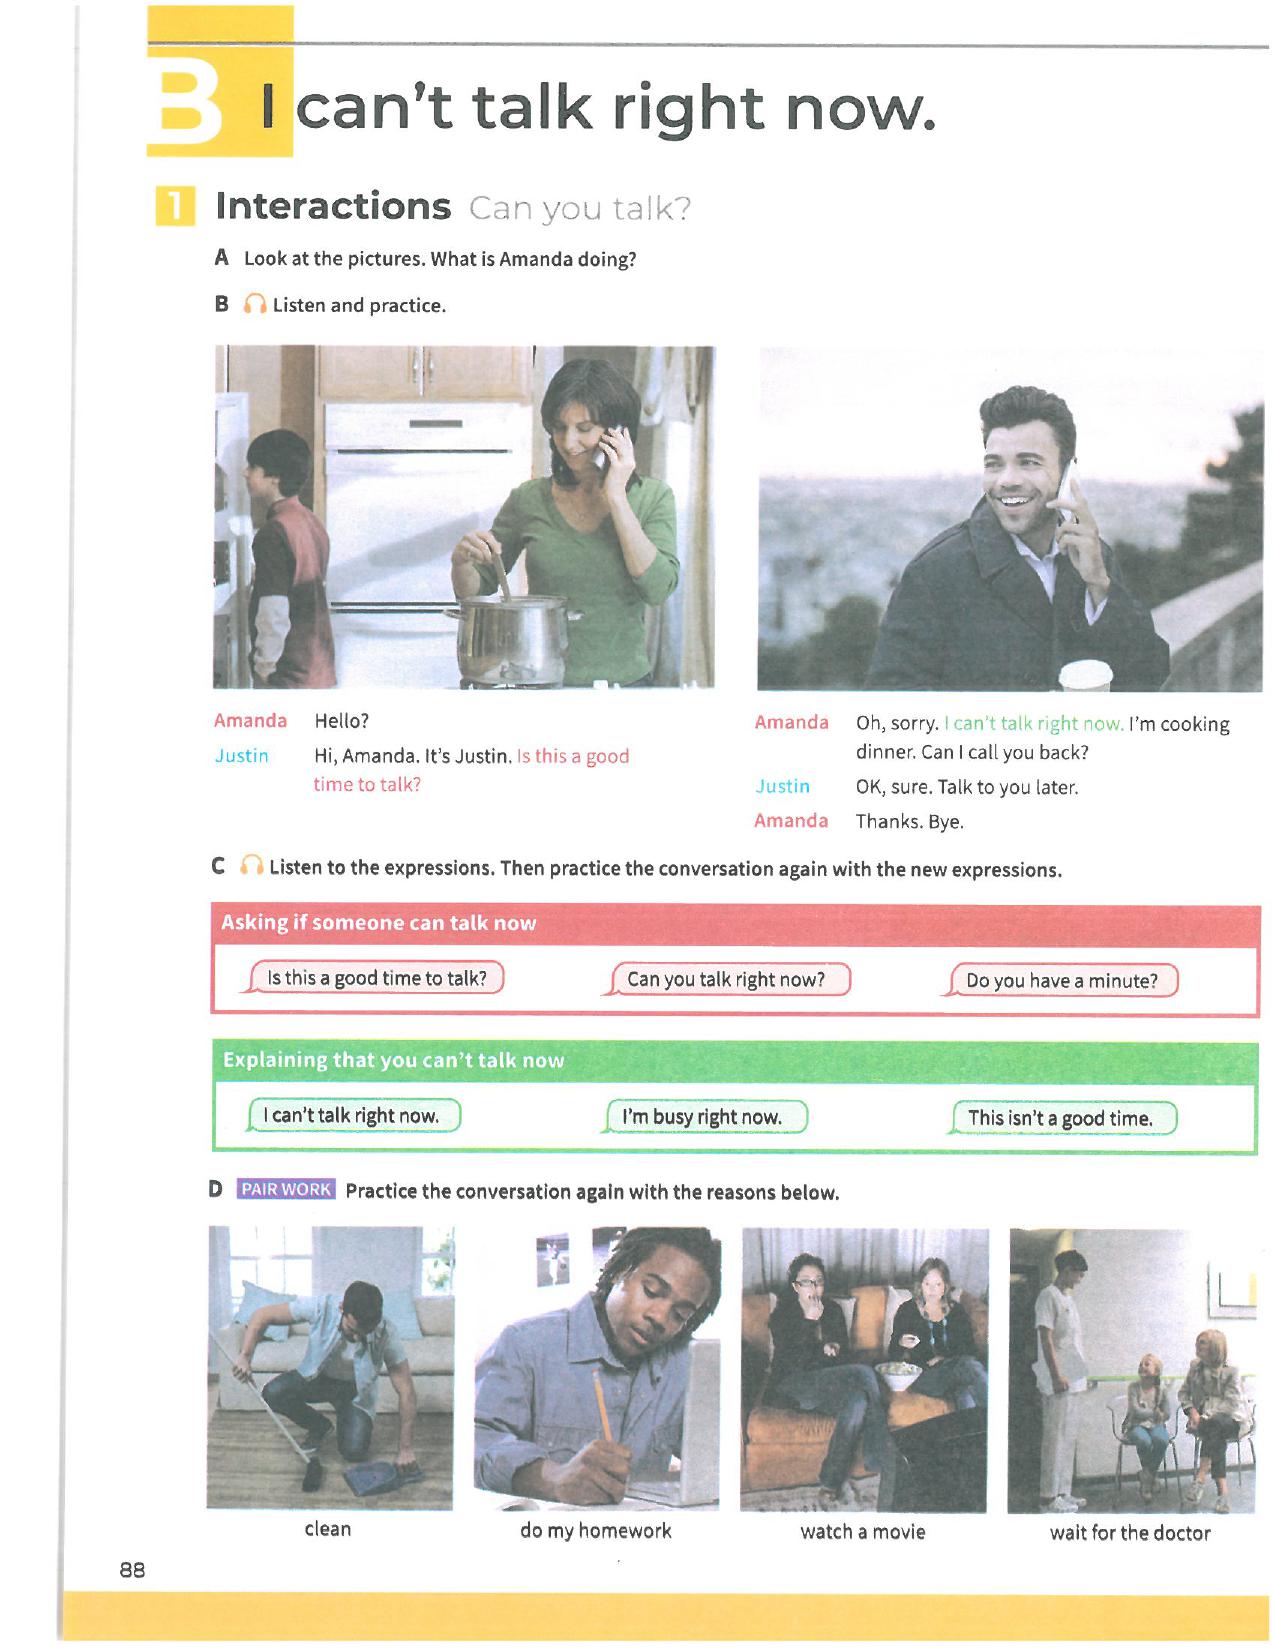 B I can't talk right now.
1 Interactions Can you talk?
A Look at the pictures. What is Amanda doing?
B Listen and practice.
Amanda Hello?
Justin Hi, Amanda. It's Justin. Is this a good
time to talk?
Amanda Oh, sorry. I can't talk right now. I'm cooking
dinner. Can I call you back?
Justin OK, sure. Talk to you later.
Amanda Thanks. Bye.
C Listen to the expressions. Then practice the conversation again with the new expressions.
Asking if someone can talk now
Is this a good time to talk? Can you talk right now? Do you have a minute?
Explaining that you can't talk now
I can't talk right now. I'm busy right now. This isn't a good time.
D PAIR WORK Practice the conversation again with the reasons below.
clean do my homework watch a movie wait for the doctor
88